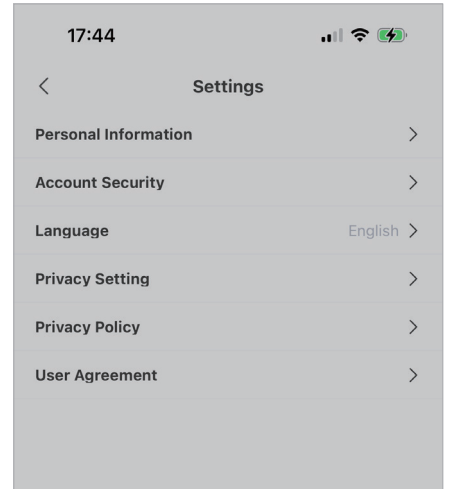 17:44
Settings
Personal Information
Account Security
Language English
Privacy Setting
Privacy Policy
User Agreement